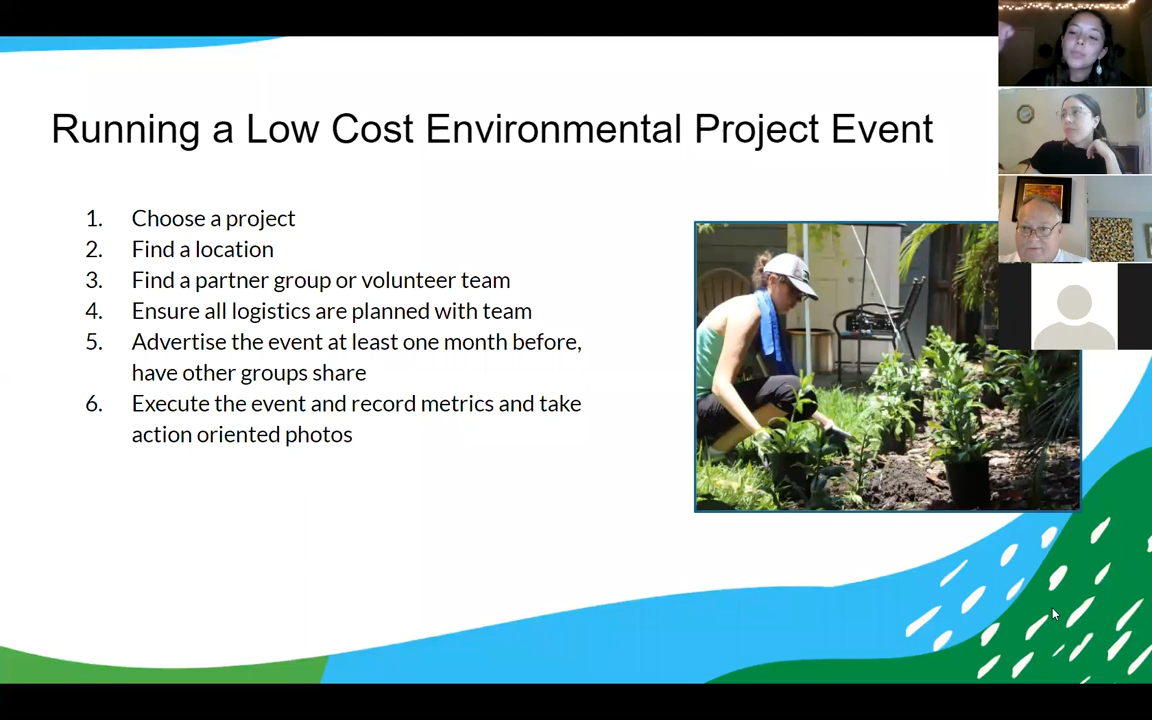 Running a Low Cost Environmental Project Event
1. Choose a project
2. Find a location
3. Find a partner group or volunteer team
4. Ensure all logistics are planned with team
5. Advertise the event at least one month before,
have other groups share
6. Execute the event and record metrics and take
action oriented photos